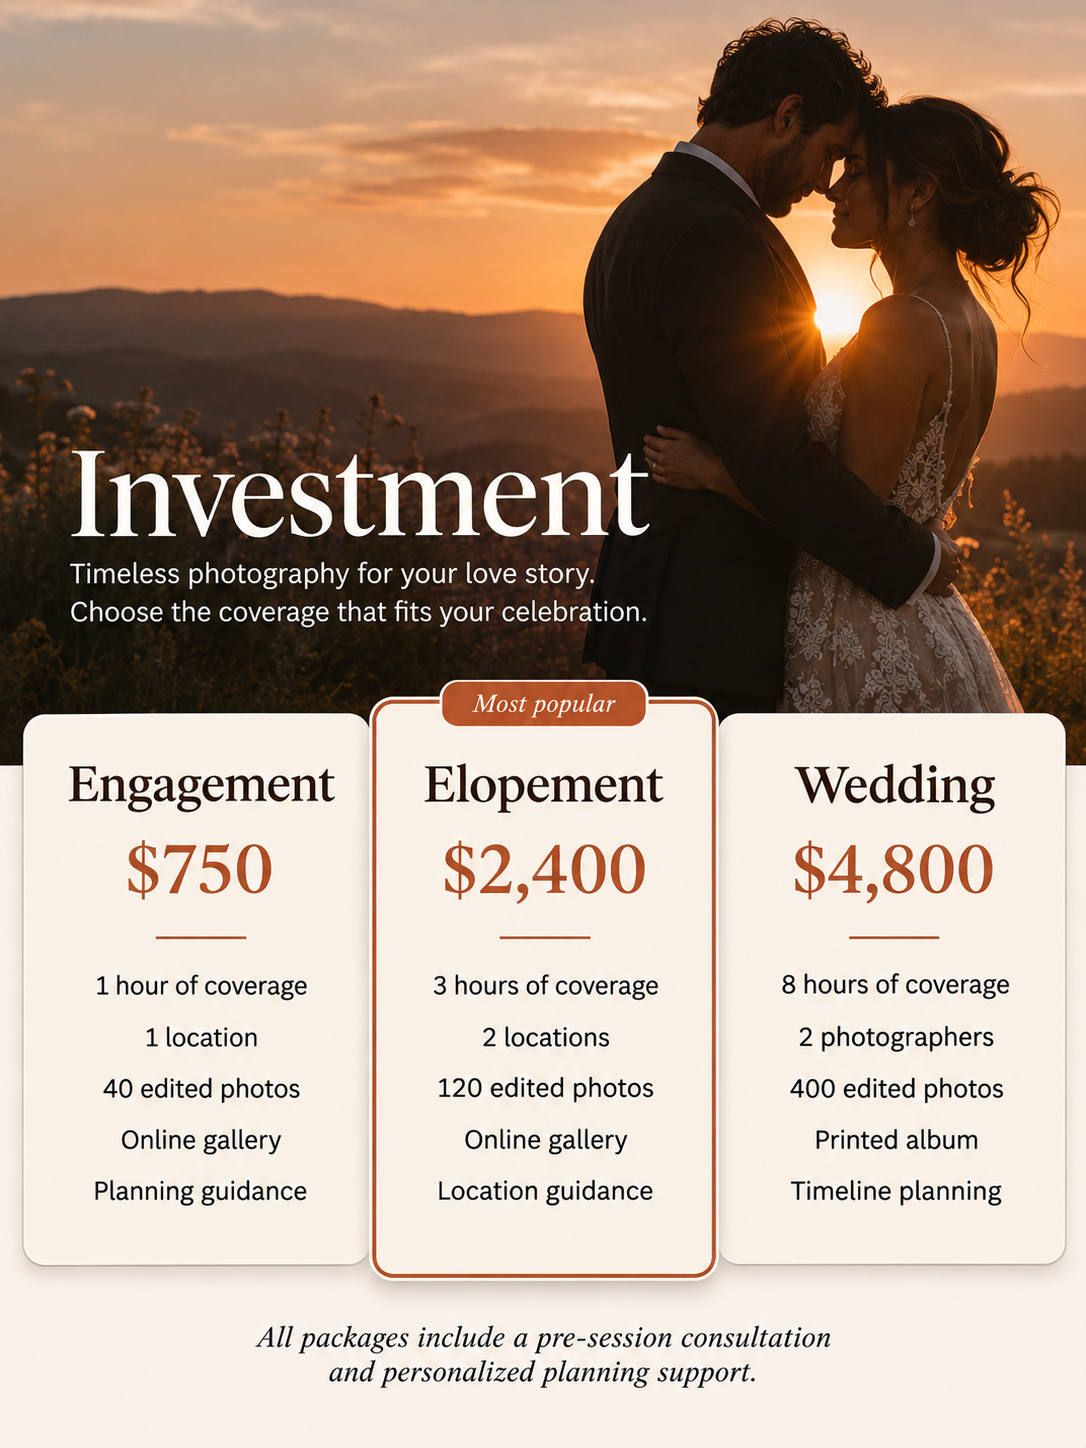 Investment
Timeless photography for your love story.
Choose the coverage that fits your celebration.
Engagement
$750
1 hour of coverage
1 location
40 edited photos
Online gallery
Planning guidance
Most popular
Elopement
$2,400
3 hours of coverage
2 locations
120 edited photos
Online gallery
Location guidance
Wedding
$4,800
8 hours of coverage
2 photographers
400 edited photos
Printed album
Timeline planning
All packages include a pre-session consultation
and personalized planning support.